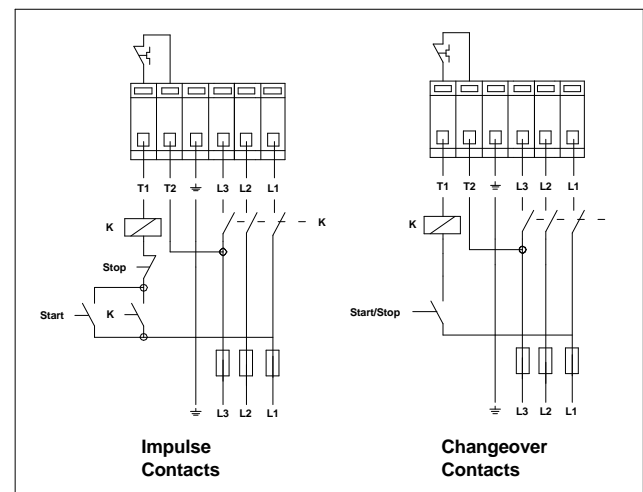 T1 T2 L3 L2 L1
K
K
Stop
Start
K
L3 L2 L1
Impulse
Contacts
T1 T2 L3 L2 L1
K
Start/Stop
L3 L2 L1
Changeover
Contacts